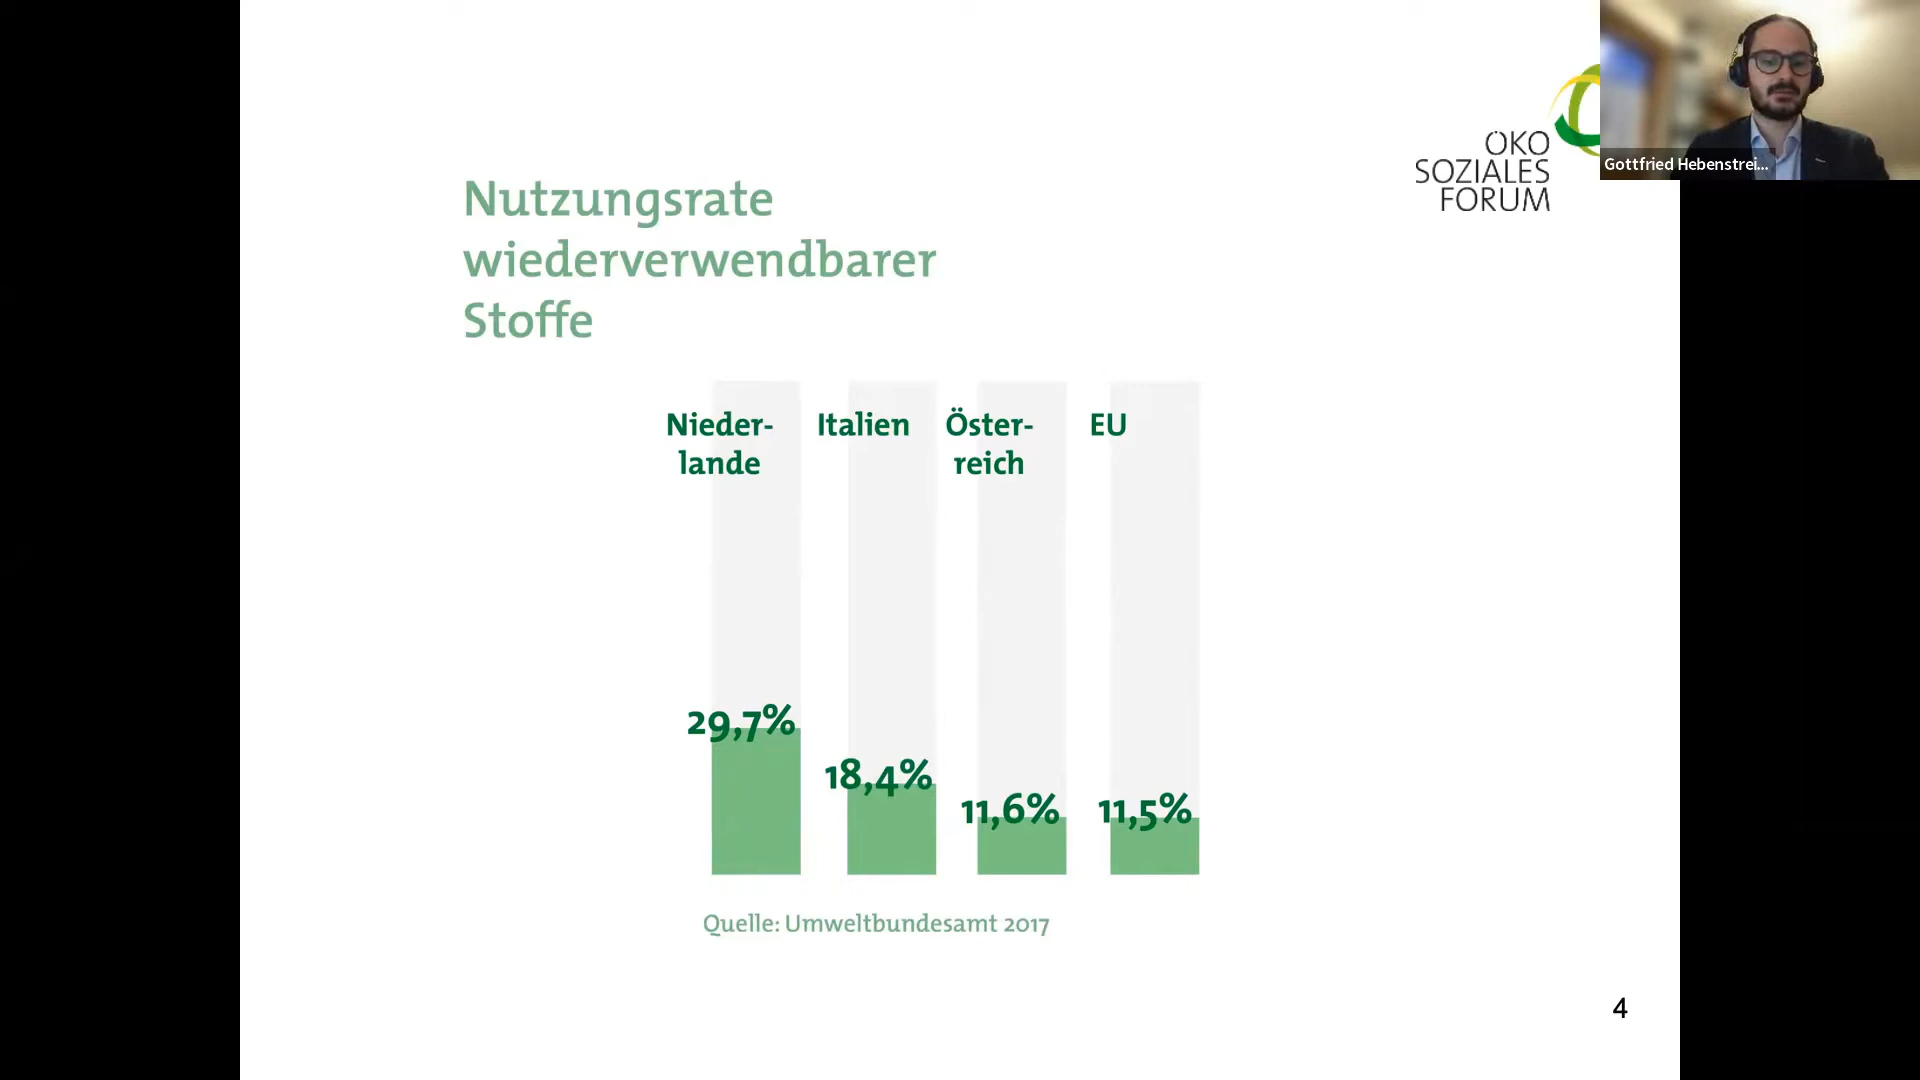 Gottfried Hebenstrei...
ÖKO
SOZIALES
FORUM
Nutzungsrate
wiederverwendbarer
Stoffe
Nieder-
lande
Italien
Öster-
reich
EU
29,7%
18,4%
11,6%
11,5%
Quelle: Umweltbundesamt 2017
4